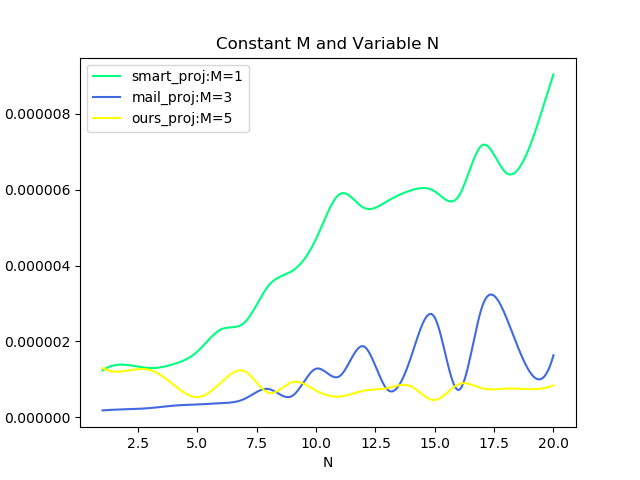 Constant M and Variable N
smart_proj:M=1
mail_proj:M=3
ours_proj:M=5
0.000008
0.000006
0.000004
0.000002
0.000000
2.5 5.0 7.5 10.0 12.5 15.0 17.5 20.0
N